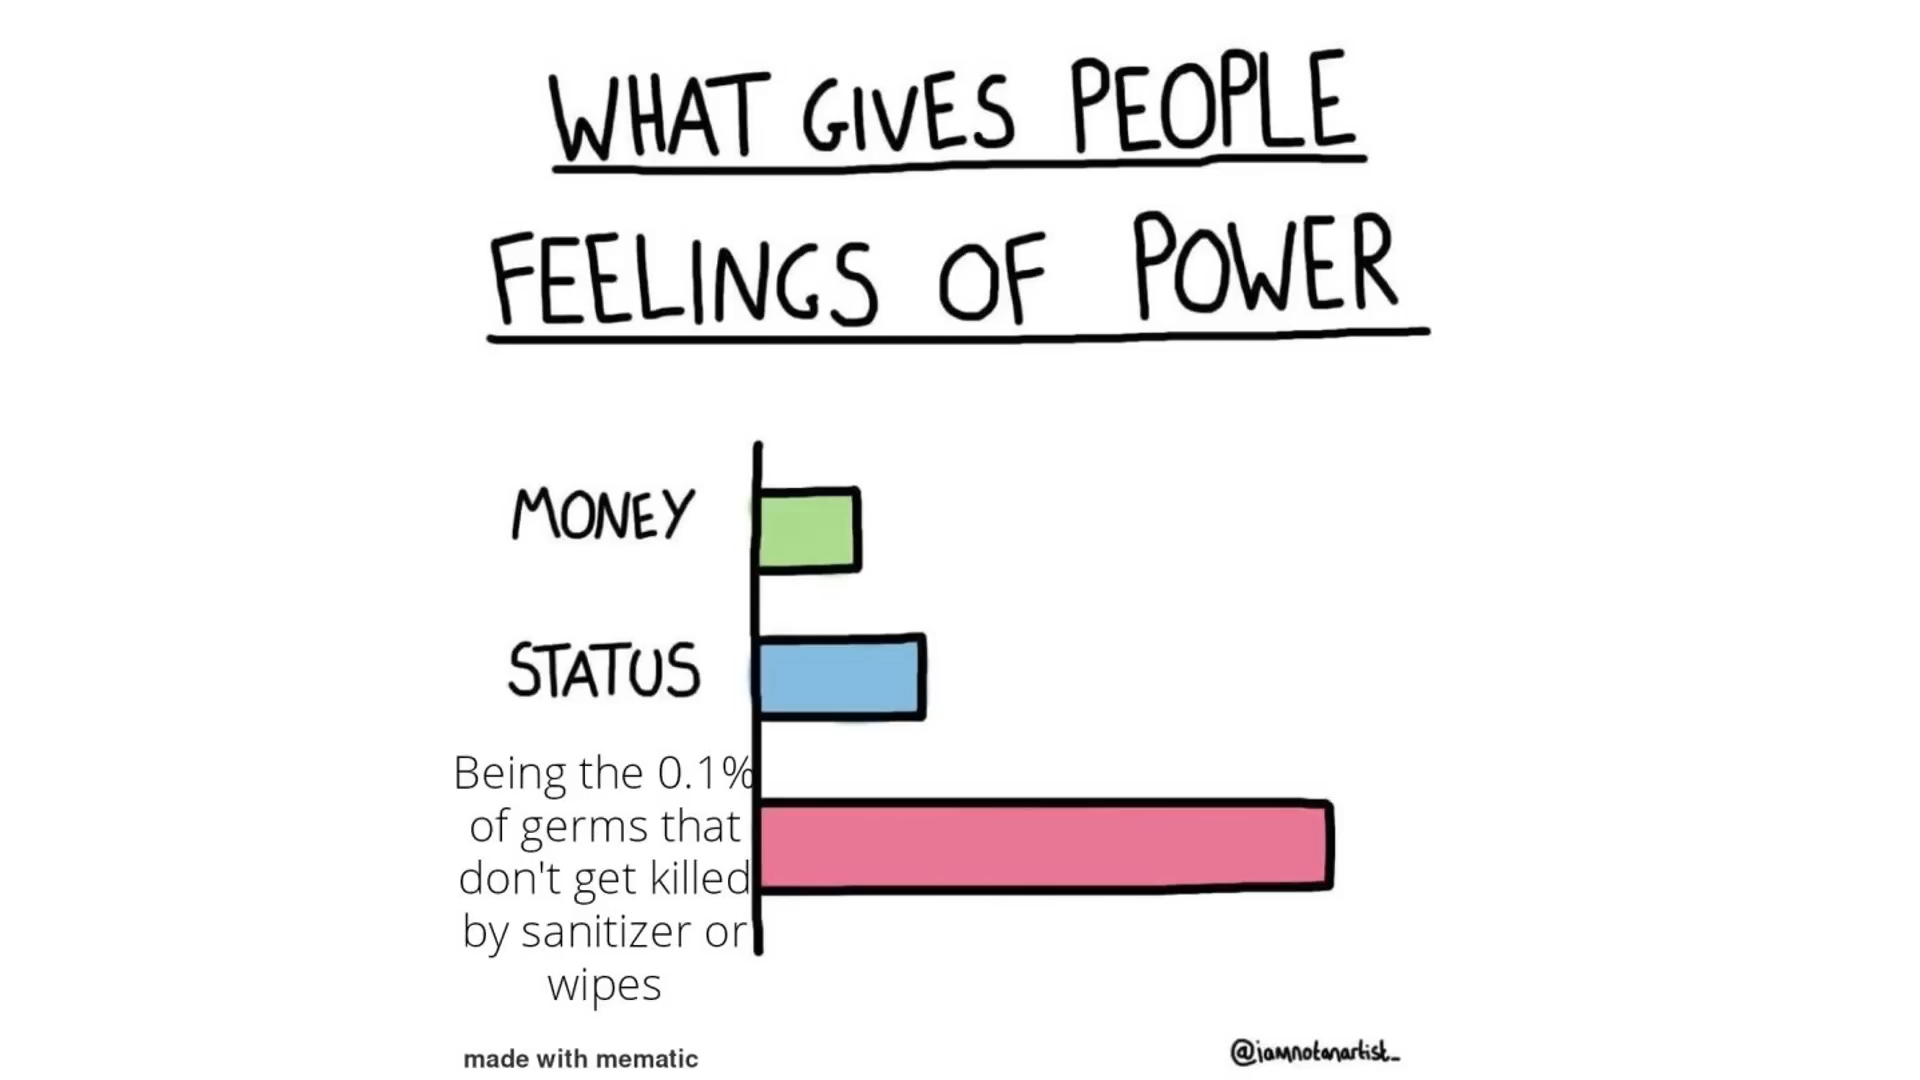 WHAT GIVES PEOPLE
FEELINGS OF POWER
MONEY
STATUS
Being the 0.1%
of germs that
don't get killed
by sanitizer or
wipes
made with mematic
@iamnotanartist_